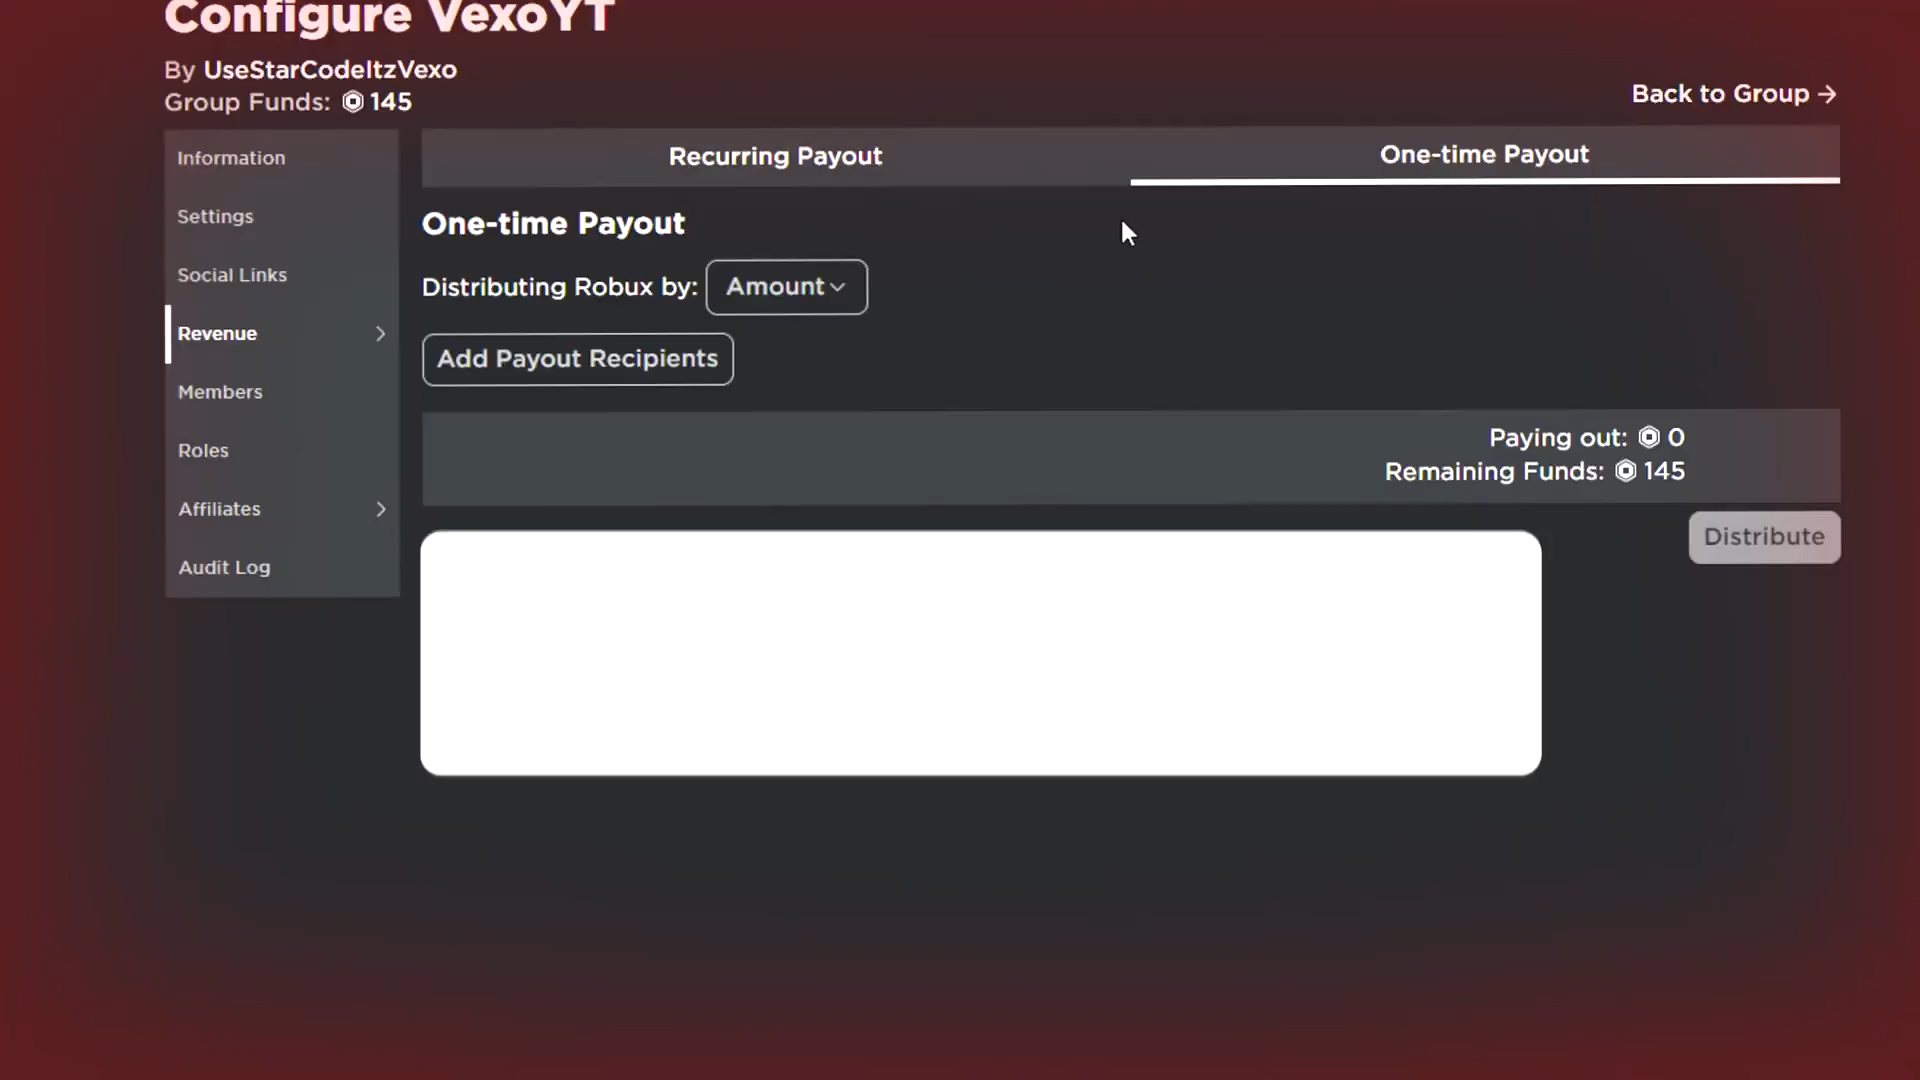 Configure VexoYT
By UseStarCodeItzVexo
Group Funds: 145
Back to Group →
Information
Settings
Social Links
Revenue
Members
Roles
Affiliates
Audit Log
Recurring Payout
One-time Payout
One-time Payout
Distributing Robux by: Amount
Add Payout Recipients
Paying out: 0
Remaining Funds: 145
Distribute